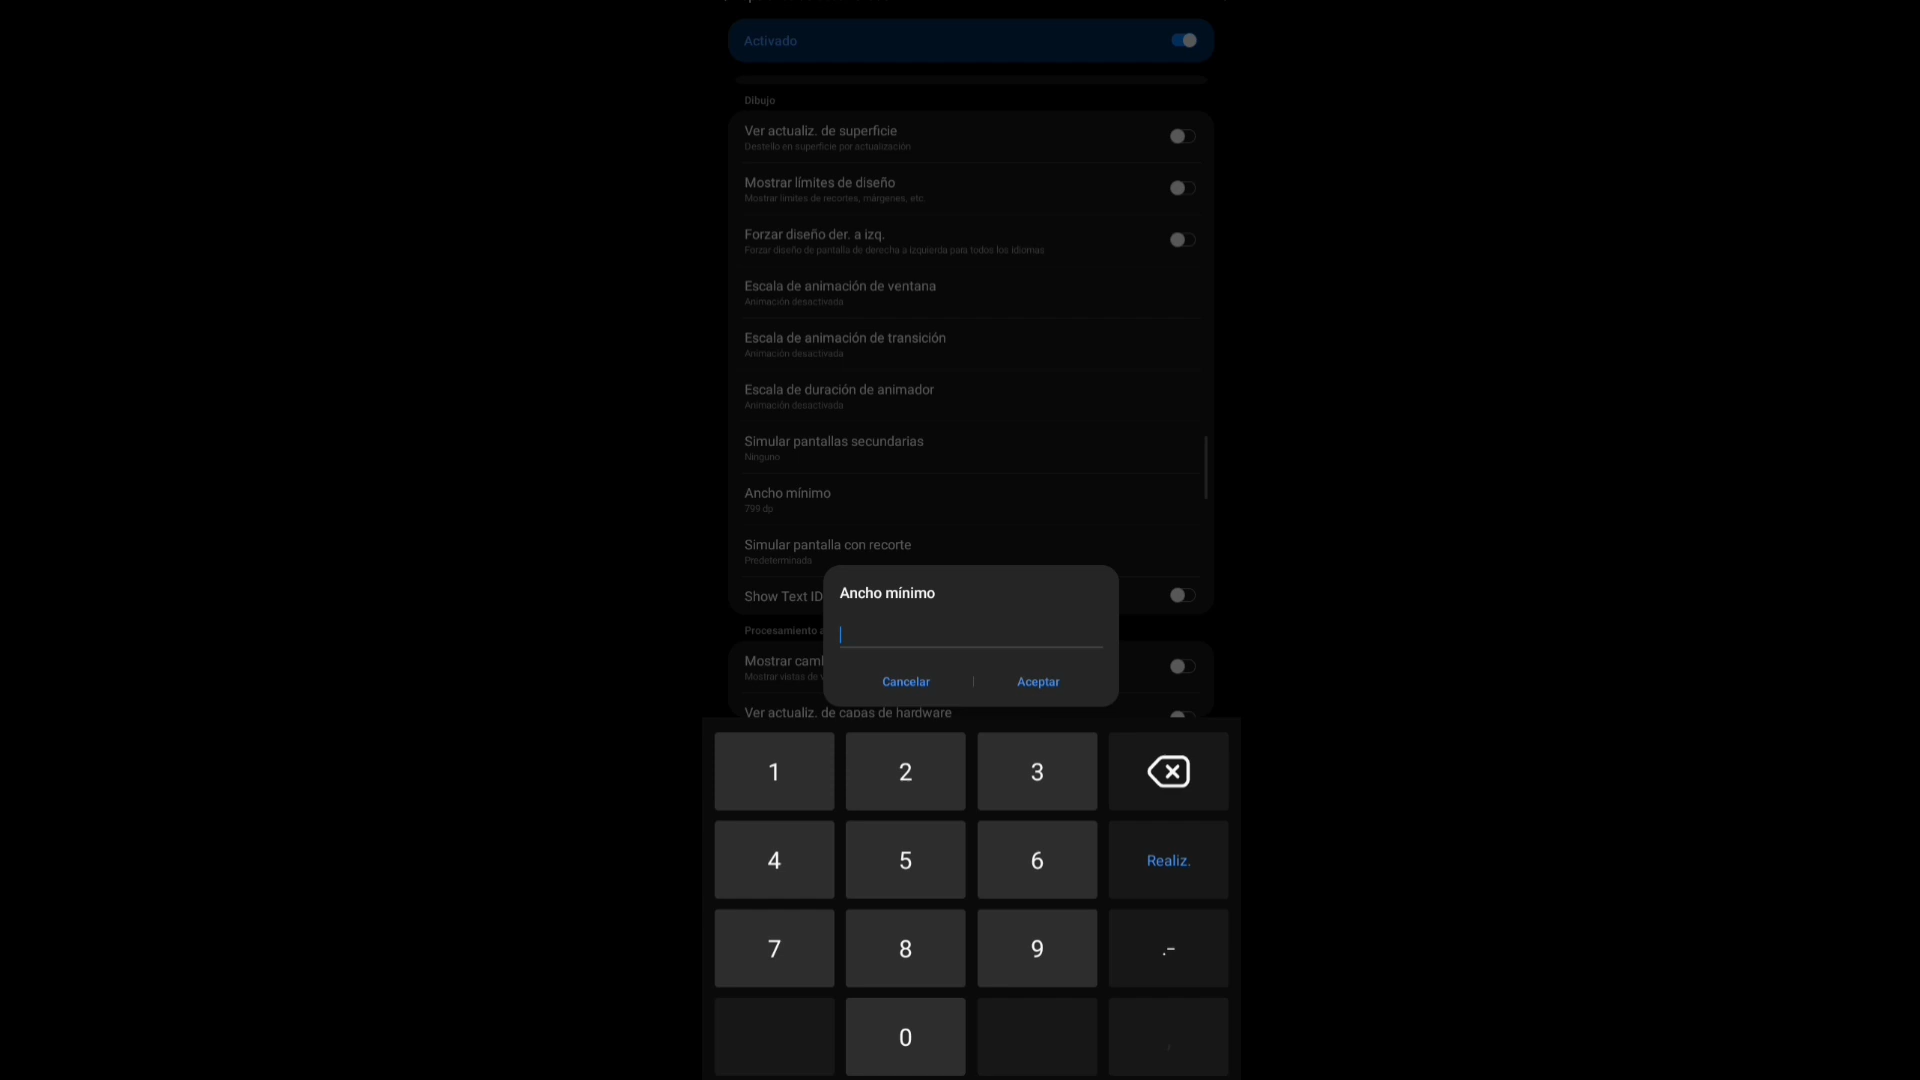 Activado
Dibujo
Ver actualiz. de superficie
Destello en superficie por actualización
Mostrar límites de diseño
Mostrar límites de recortes, márgenes, etc.
Forzar diseño der. a izq.
Forzar diseño de pantalla de derecha a izquierda para todos los idiomas
Escala de animación de ventana
Animación desactivada
Escala de animación de transición
Animación desactivada
Escala de duración de animador
Animación desactivada
Simular pantallas secundarias
Ninguno
Ancho mínimo
799 dp
Simular pantalla con recorte
Predeterminada
Show Text ID
Procesamiento a
Mostrar cam
Mostrar vistas de
Ver actualiz. de capas de hardware
Ancho mínimo
Cancelar | Aceptar
1 2 3
4 5 6 Realiz.
7 8 9 .-
0 ,